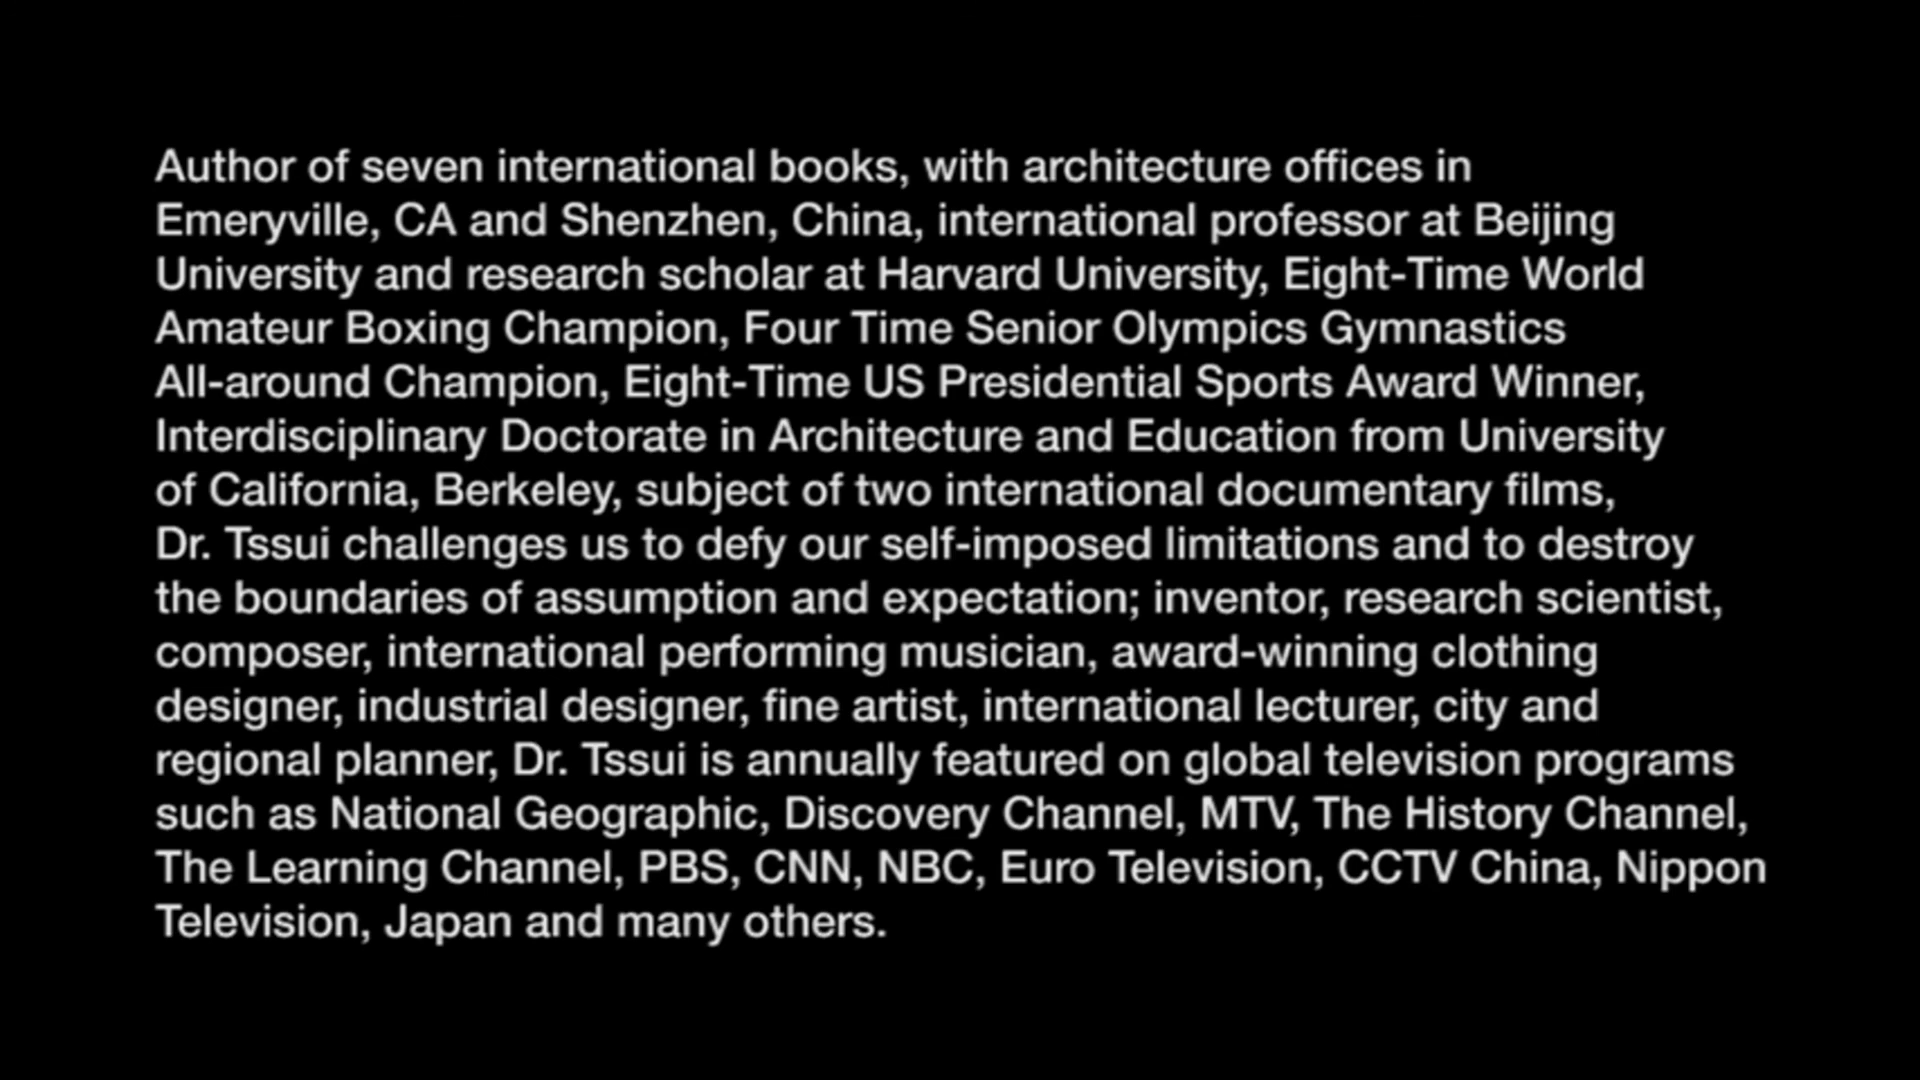 Author of seven international books, with architecture offices in
Emeryville, CA and Shenzhen, China, international professor at Beijing
University and research scholar at Harvard University, Eight-Time World
Amateur Boxing Champion, Four Time Senior Olympics Gymnastics
All-around Champion, Eight-Time US Presidential Sports Award Winner,
Interdisciplinary Doctorate in Architecture and Education from University
of California, Berkeley, subject of two international documentary films,
Dr. Tssui challenges us to defy our self-imposed limitations and to destroy
the boundaries of assumption and expectation; inventor, research scientist,
composer, international performing musician, award-winning clothing
designer, industrial designer, fine artist, international lecturer, city and
regional planner, Dr. Tssui is annually featured on global television programs
such as National Geographic, Discovery Channel, MTV, The History Channel,
The Learning Channel, PBS, CNN, NBC, Euro Television, CCTV China, Nippon
Television, Japan and many others.